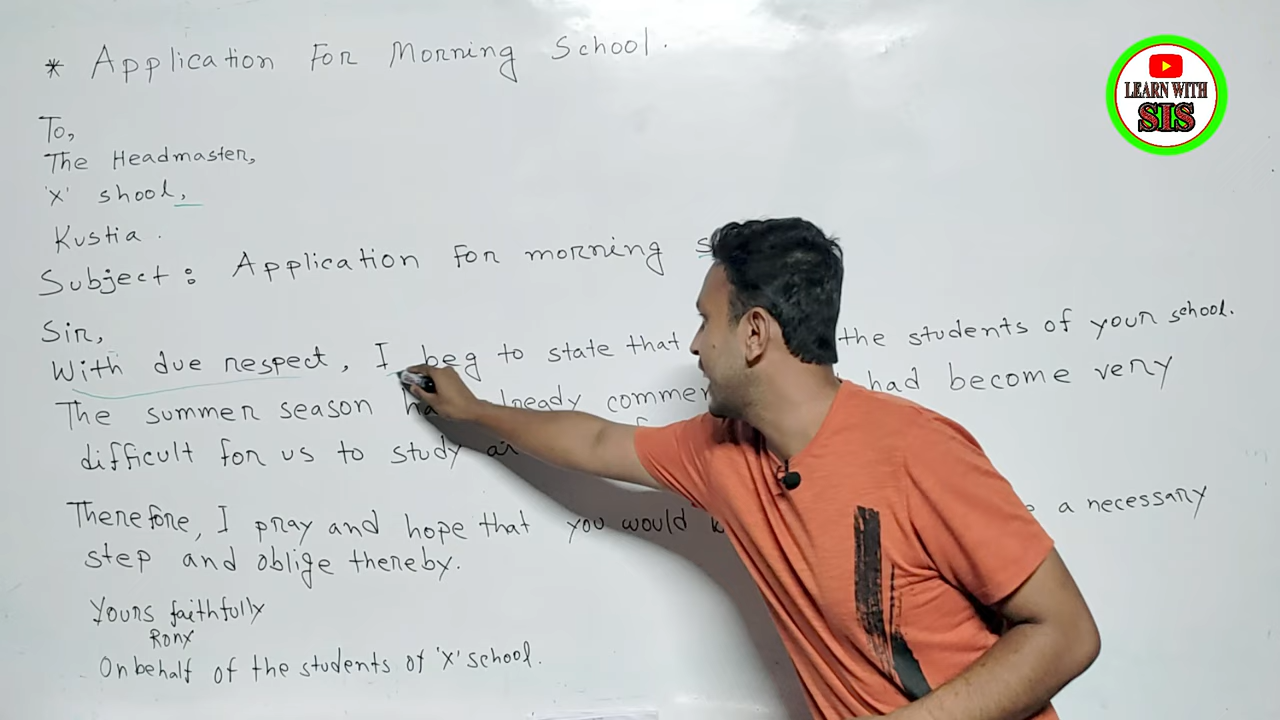 * Application For Morning School.
LEARN WITH
SIS
To,
The Headmaster,
'X' shool,
Kustia.
Subject: Application For morning
Sir,
With due respect, I beg to state that the students of your school.
The summer season had become very
difficult for us to study
Therefore, I pray and hope that you would a necessary
step and oblige thereby.
Yours faithfully
Rony
On behalf of the students of 'X' school.